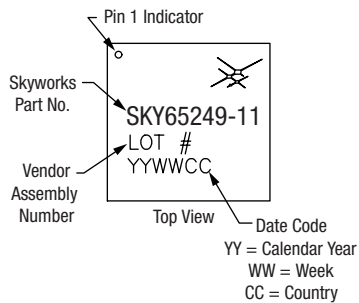 Pin 1 Indicator
Skyworks
Part No.
SKY65249-11
LOT #
YYWWCC
Vendor
Assembly
Number
Top View
Date Code
YY = Calendar Year
WW = Week
CC = Country